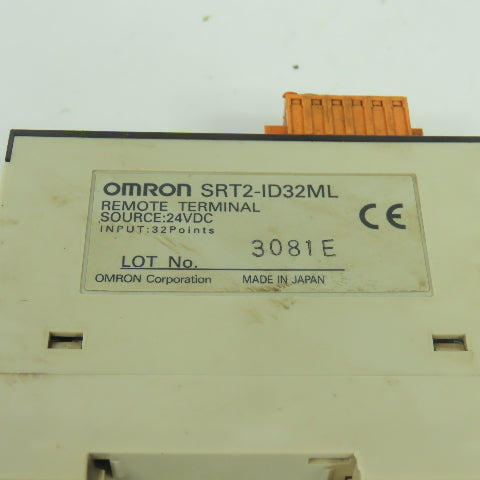 OMRON SRT2-ID32ML
REMOTE TERMINAL
SOURCE:24VDC
INPUT:32Points
CE
LOT No. 3081E
OMRON Corporation MADE IN JAPAN